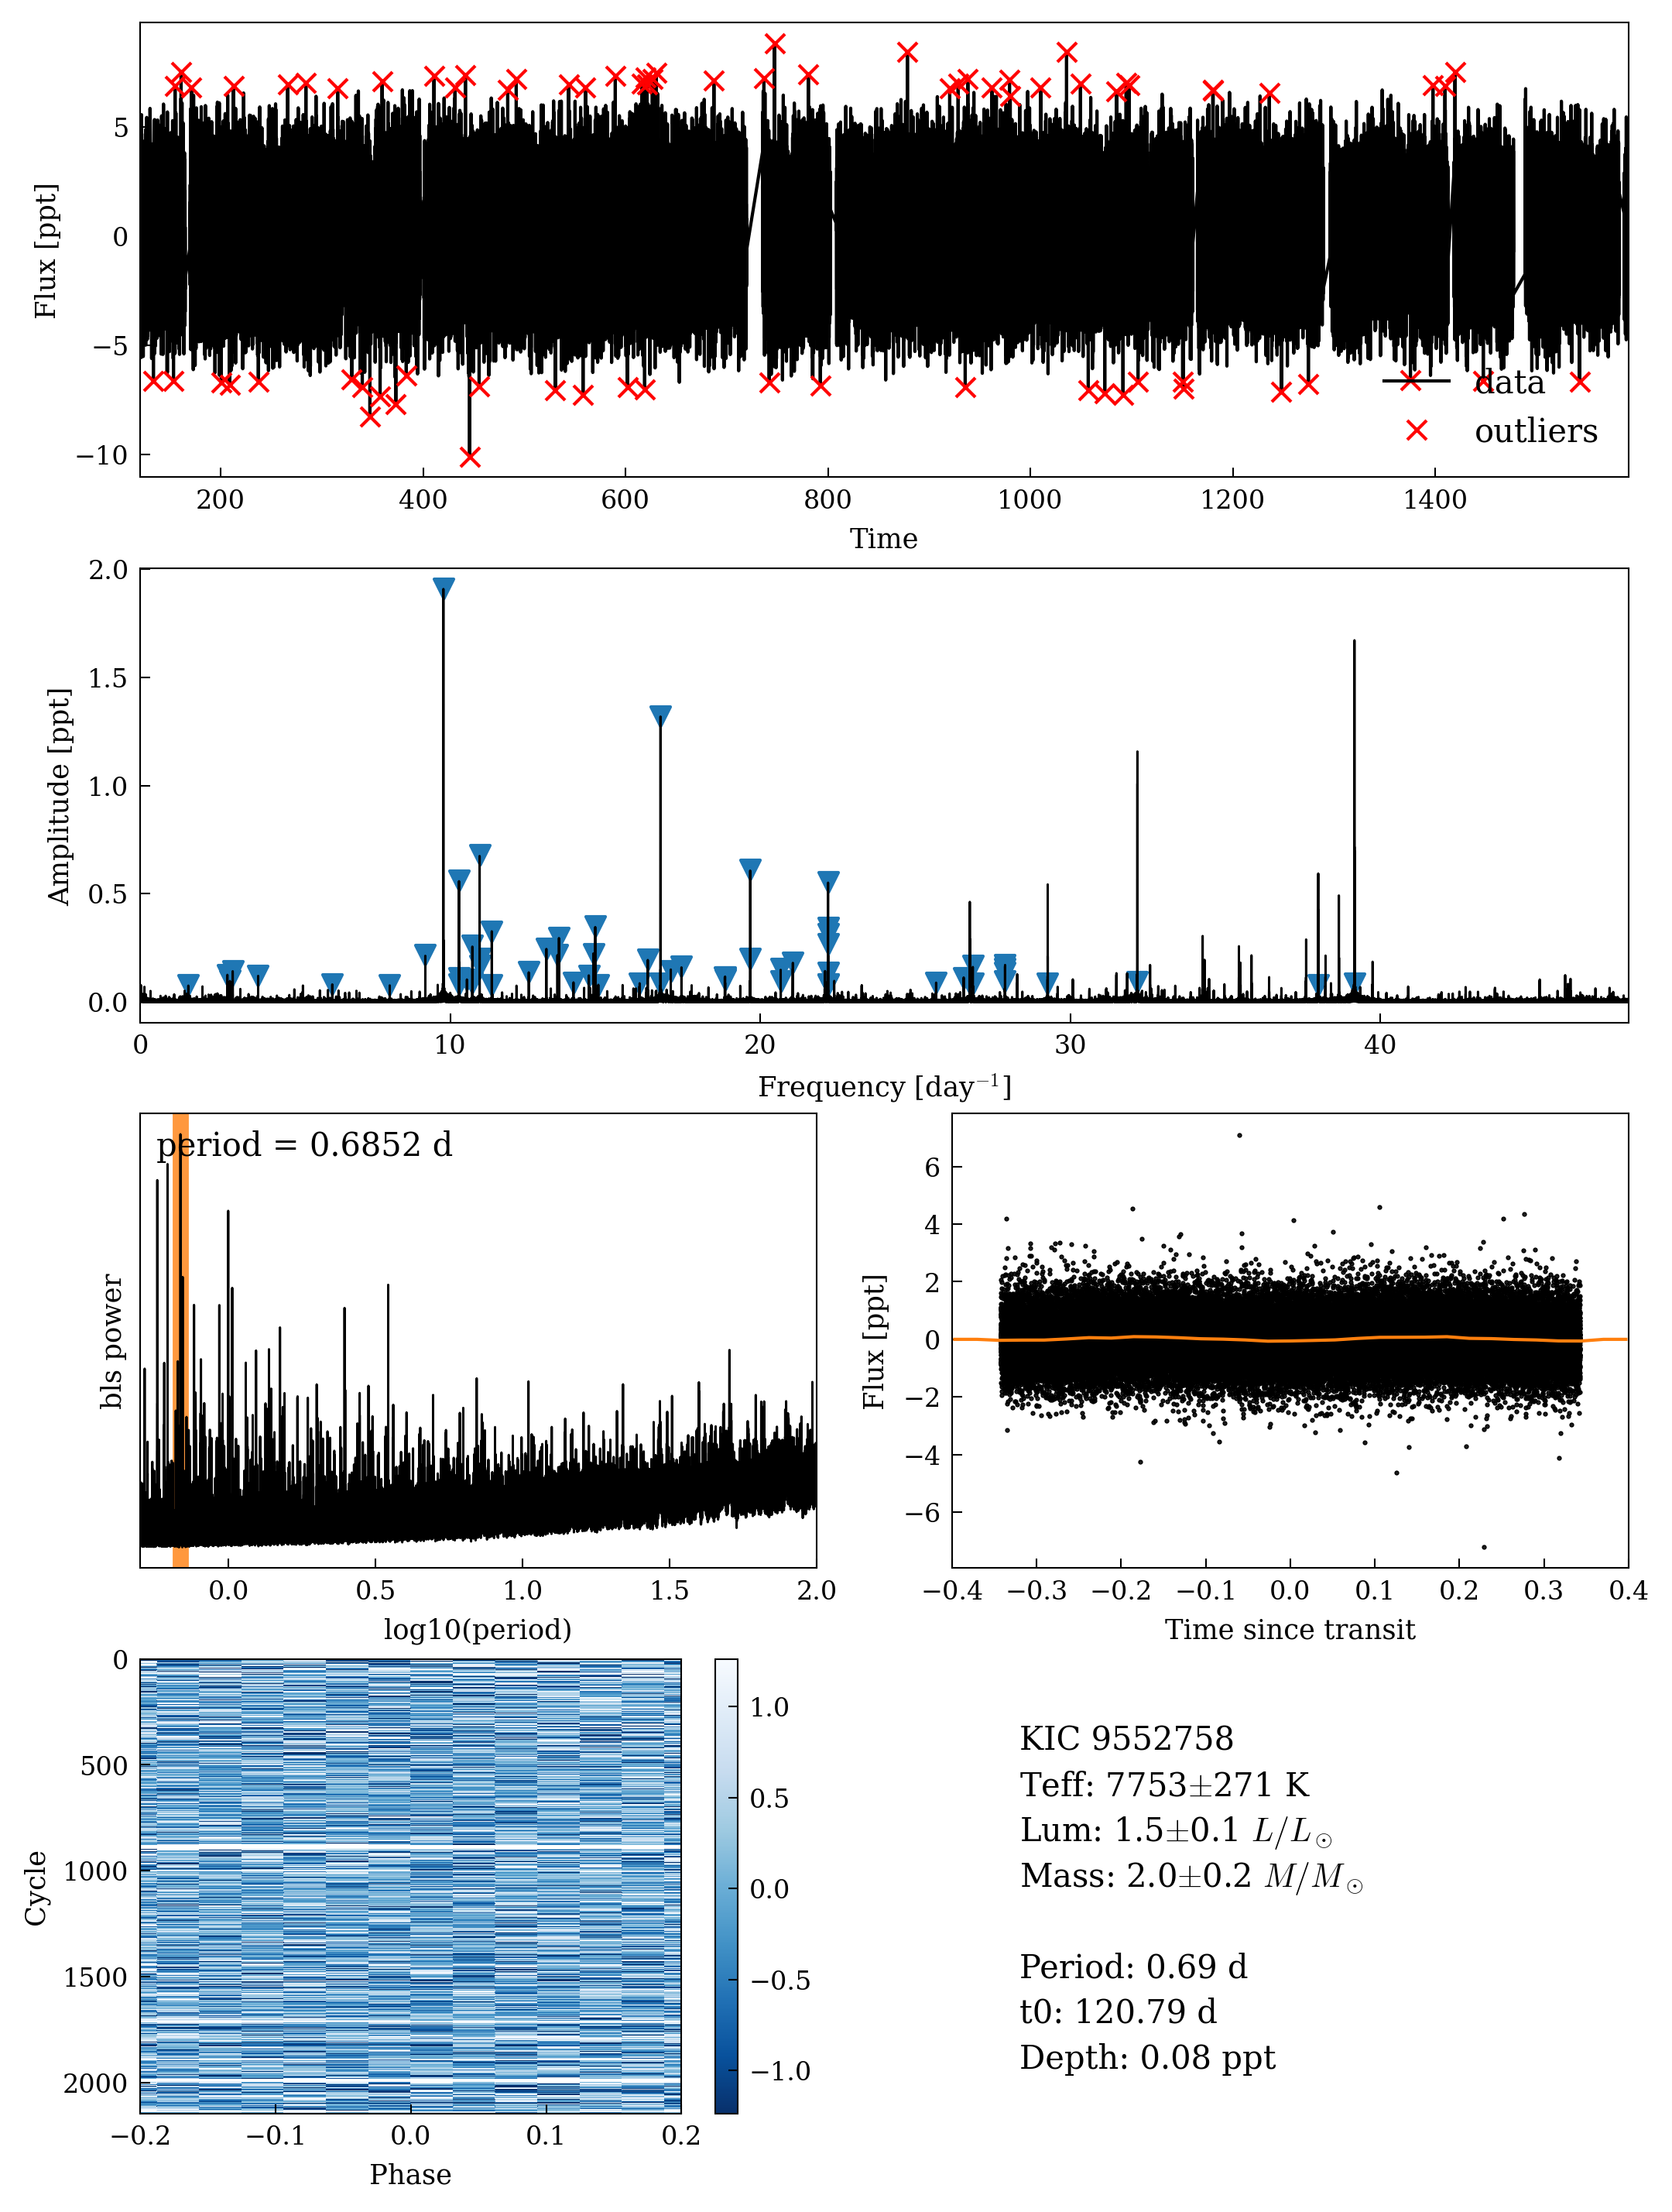 5
0
−5
−10
Flux [ppt]
data
outliers
200 400 600 800 1000 1200 1400
Time
2.0
1.5
1.0
0.5
0.0
Amplitude [ppt]
0 10 20 30 40
Frequency [day⁻¹]
period = 0.6852 d
bls power
0.0 0.5 1.0 1.5 2.0
log10(period)
6
4
2
0
−2
−4
−6
Flux [ppt]
−0.4 −0.3 −0.2 −0.1 0.0 0.1 0.2 0.3 0.4
Time since transit
0
500
1000
1500
2000
Cycle
−0.2 −0.1 0.0 0.1 0.2
Phase
1.0
0.5
0.0
−0.5
−1.0
KIC 9552758
Teff: 7753±271 K
Lum: 1.5±0.1 L/L⊙
Mass: 2.0±0.2 M/M⊙
Period: 0.69 d
t0: 120.79 d
Depth: 0.08 ppt